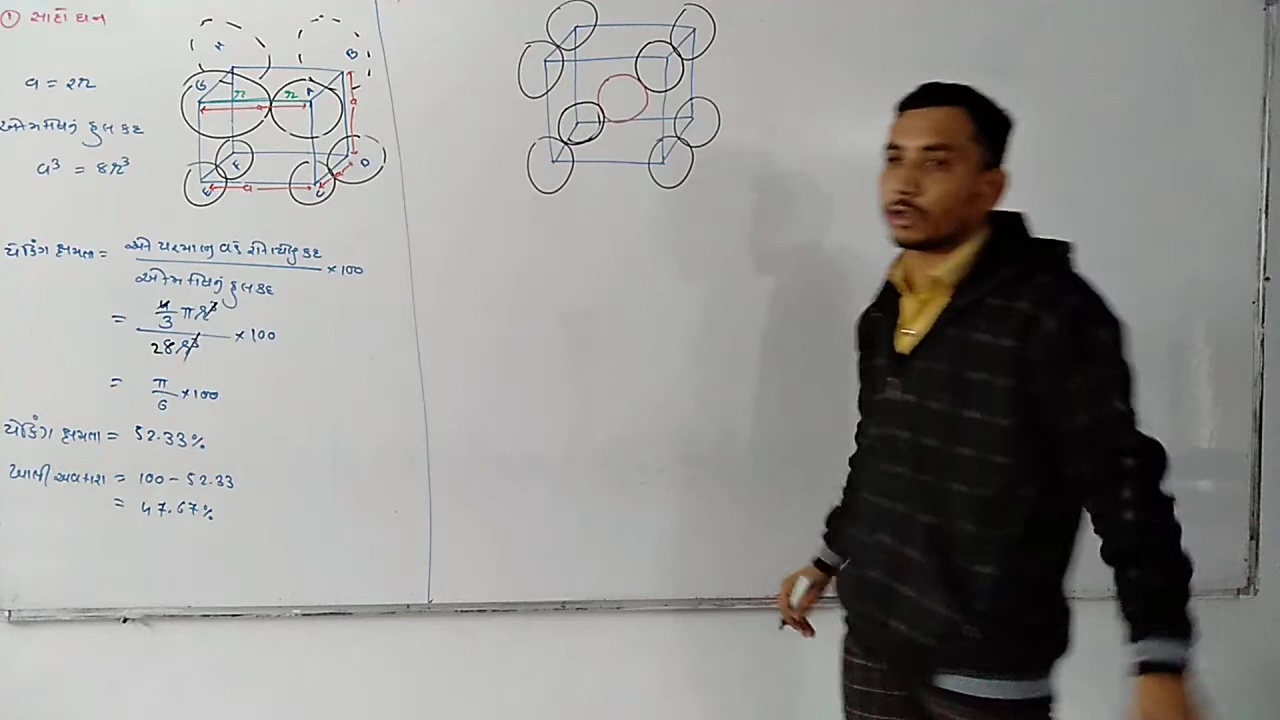 ① સાદો ઘન
a = 2r
એકમકોષનું કુલ કદ
a³ = 8r³
A B
G r r F a
a
E D
H a C a
પેકિંગ ક્ષમતા = એક પરમાણુ વડે રોકાયેલું કદ / એકમકોષનું કુલ કદ × 100
= 4/3 πr³ / 2 8r³ × 100
= π/6 × 100
પેકિંગ ક્ષમતા = 52.33%
ખાલી અવકાશ = 100 - 52.33
= 47.67%